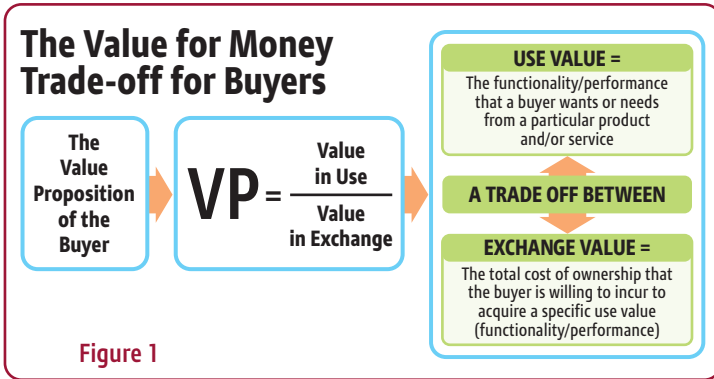 The Value for Money
Trade-off for Buyers
The
Value
Proposition
of the
Buyer
VP =
Value
in Use
Value
in Exchange
USE VALUE =
The functionality/performance
that a buyer wants or needs
from a particular product
and/or service
A TRADE OFF BETWEEN
EXCHANGE VALUE =
The total cost of ownership that
the buyer is willing to incur to
acquire a specific use value
(functionality/performance)
Figure 1